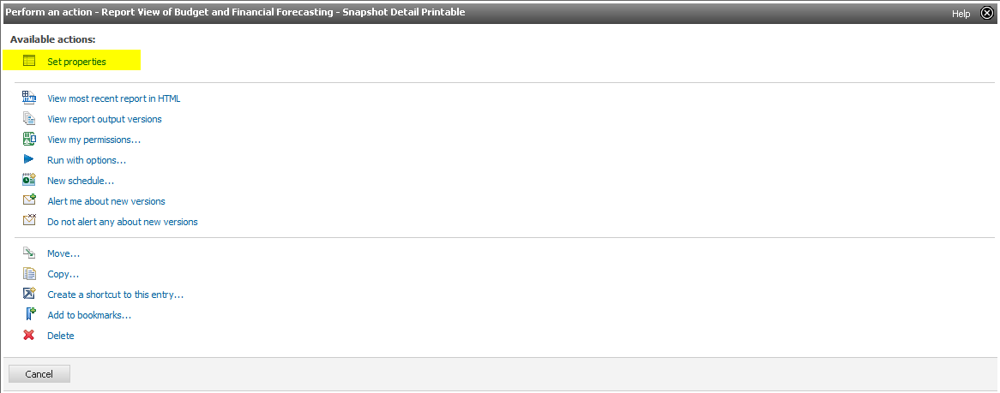 Perform an action - Report View of Budget and Financial Forecasting - Snapshot Detail Printable
Help
Available actions:
Set properties
View most recent report in HTML
View report output versions
View my permissions...
Run with options...
New schedule...
Alert me about new versions
Do not alert any about new versions
Move...
Copy...
Create a shortcut to this entry...
Add to bookmarks...
Delete
Cancel